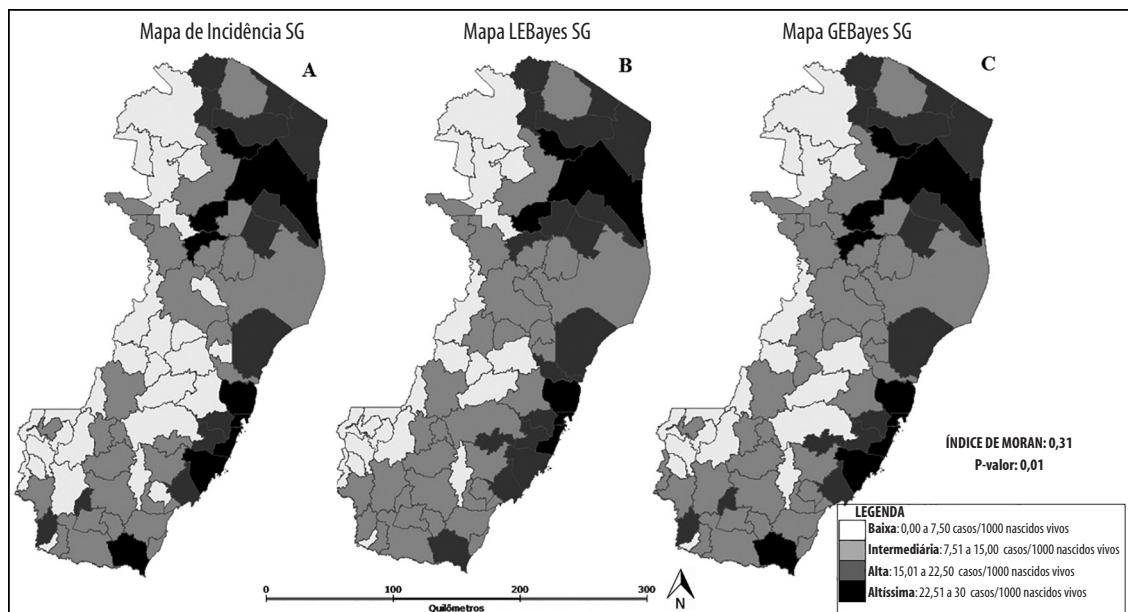 Mapa de Incidência SG
Mapa LEBayes SG
Mapa GEBayes SG
A
B
C
ÍNDICE DE MORAN: 0,31
P-valor: 0,01
LEGENDA
Baixa: 0,00 a 7,50 casos/1000 nascidos vivos
Intermediária: 7,51 a 15,00 casos/1000 nascidos vivos
Alta: 15,01 a 22,50 casos/1000 nascidos vivos
Altíssima: 22,51 a 30 casos/1000 nascidos vivos
0 100 200 300
Quilômetros
N